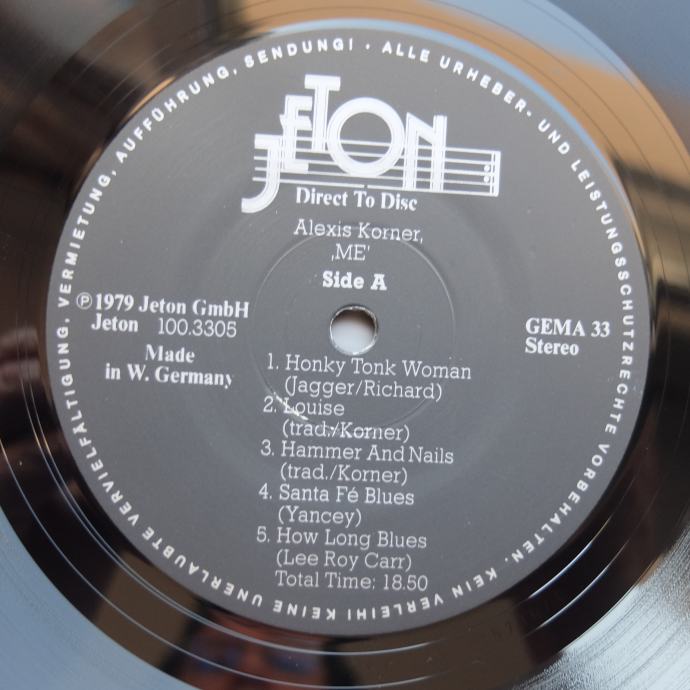 ALLE URHEBER- UND LEISTUNGSSCHUTZRECHTE VORBEHALTEN. KEIN VERLEIH! KEINE UNERLAUBTE VERVIELFÄLTIGUNG, VERMIETUNG, AUFFÜHRUNG, SENDUNG! ·
JETON
Direct To Disc
Alexis Korner,
‚ME'
Side A
℗1979 Jeton GmbH
Jeton 100.3305
Made
in W. Germany
GEMA 33
Stereo
1. Honky Tonk Woman
(Jagger/Richard)
2. Louise
(trad./Korner)
3. Hammer And Nails
(trad./Korner)
4. Santa Fé Blues
(Yancey)
5. How Long Blues
(Lee Roy Carr)
Total Time: 18.50